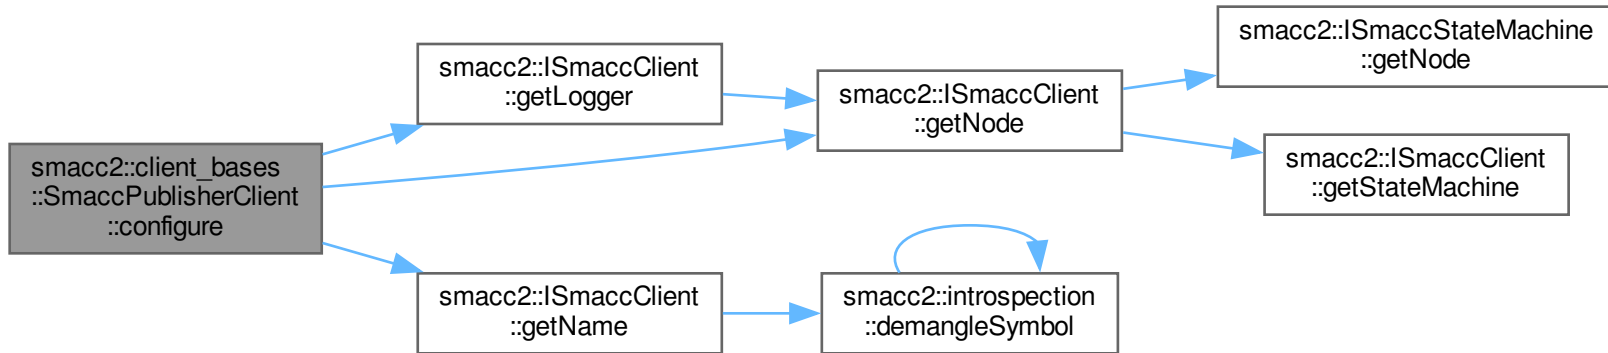 smacc2::client_bases
::SmaccPublisherClient
::configure
smacc2::ISmaccClient
::getLogger
smacc2::ISmaccClient
::getName
smacc2::ISmaccClient
::getNode
smacc2::introspection
::demangleSymbol
smacc2::ISmaccStateMachine
::getNode
smacc2::ISmaccClient
::getStateMachine